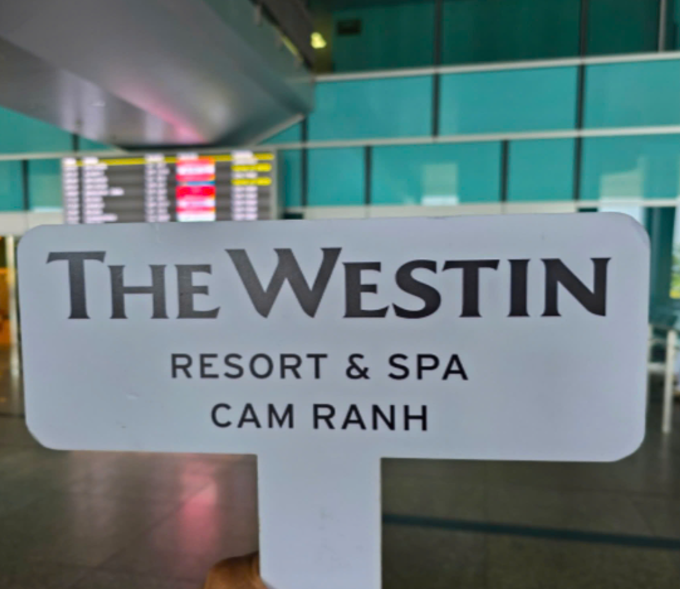 THE WESTIN
RESORT & SPA
CAM RANH